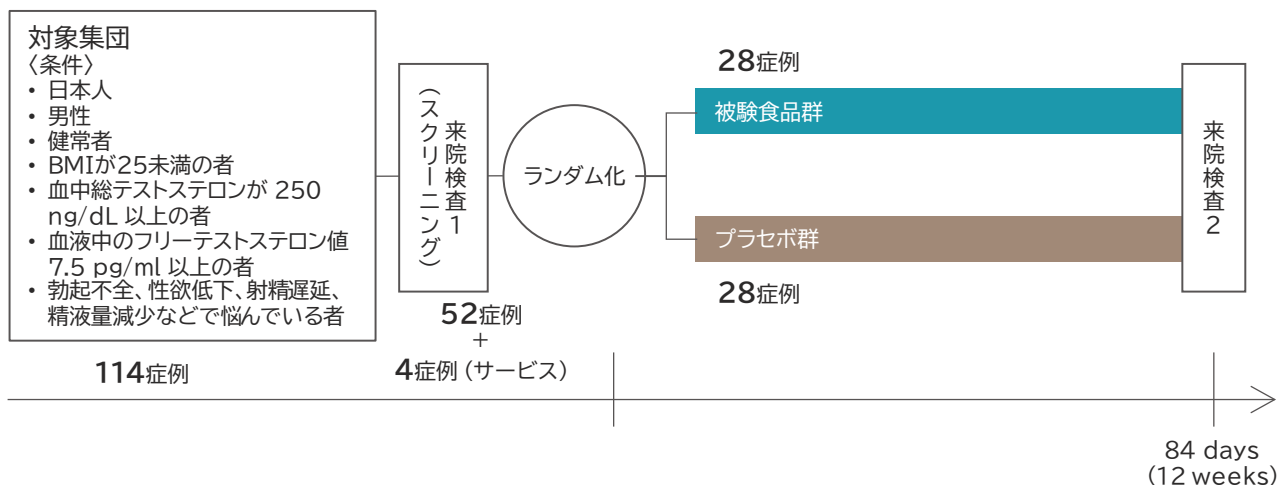 対象集団
〈条件〉
• 日本人
• 男性
• 健常者
• BMIが25未満の者
• 血中総テストステロンが 250
ng/dL 以上の者
• 血液中のフリーテストステロン値
7.5 pg/ml 以上の者
• 勃起不全、性欲低下、射精遅延、
精液量減少などで悩んでいる者
114症例
来院検査1
(スクリーニング)
52症例
+
4症例 (サービス)
ランダム化
28症例
被験食品群
プラセボ群
28症例
来院検査2
84 days
(12 weeks)